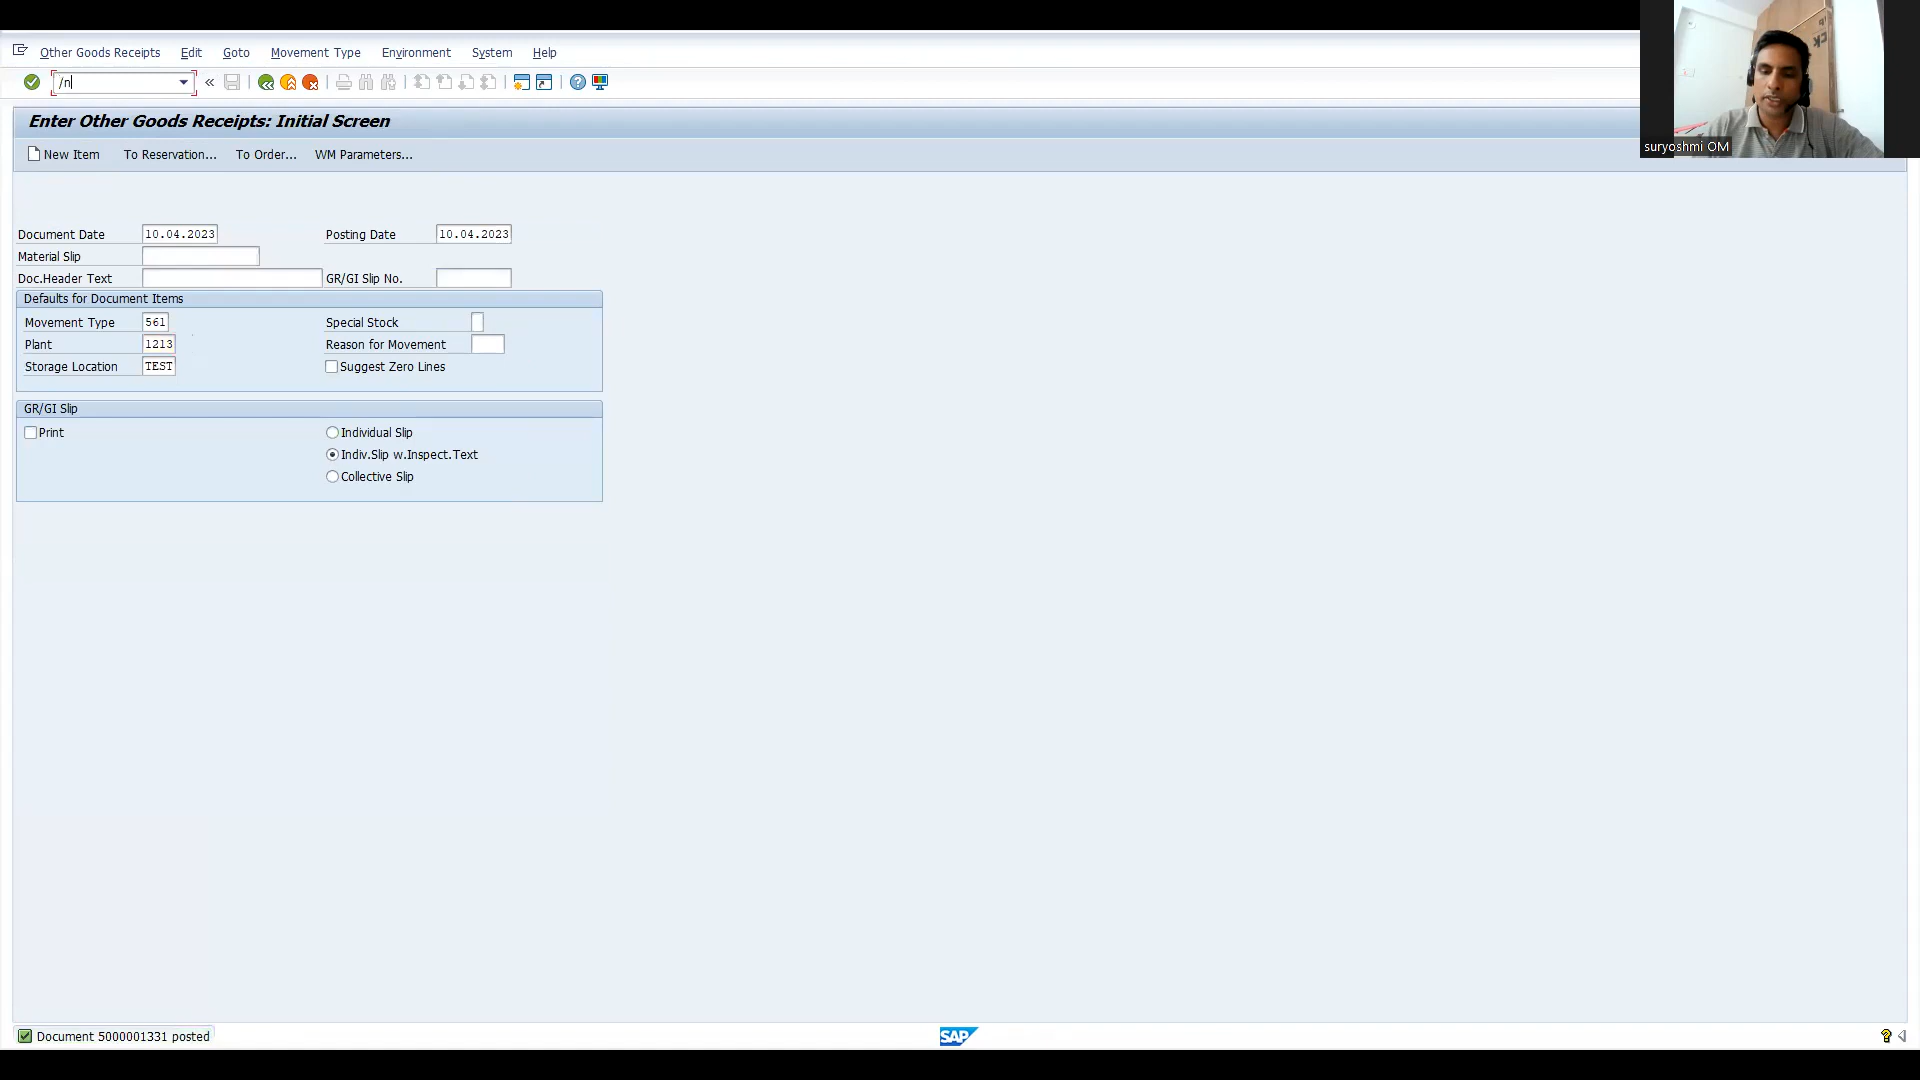 Other Goods Receipts Edit Goto Movement Type Environment System Help
/n
Enter Other Goods Receipts: Initial Screen
New Item To Reservation... To Order... WM Parameters...
suryoshmi OM
Document Date 10.04.2023 Posting Date 10.04.2023
Material Slip
Doc.Header Text GR/GI Slip No.
Defaults for Document Items
Movement Type 561 Special Stock
Plant 1213 Reason for Movement
Storage Location TEST Suggest Zero Lines
GR/GI Slip
Print Individual Slip
Indiv.Slip w.Inspect.Text
Collective Slip
Document 5000001331 posted SAP